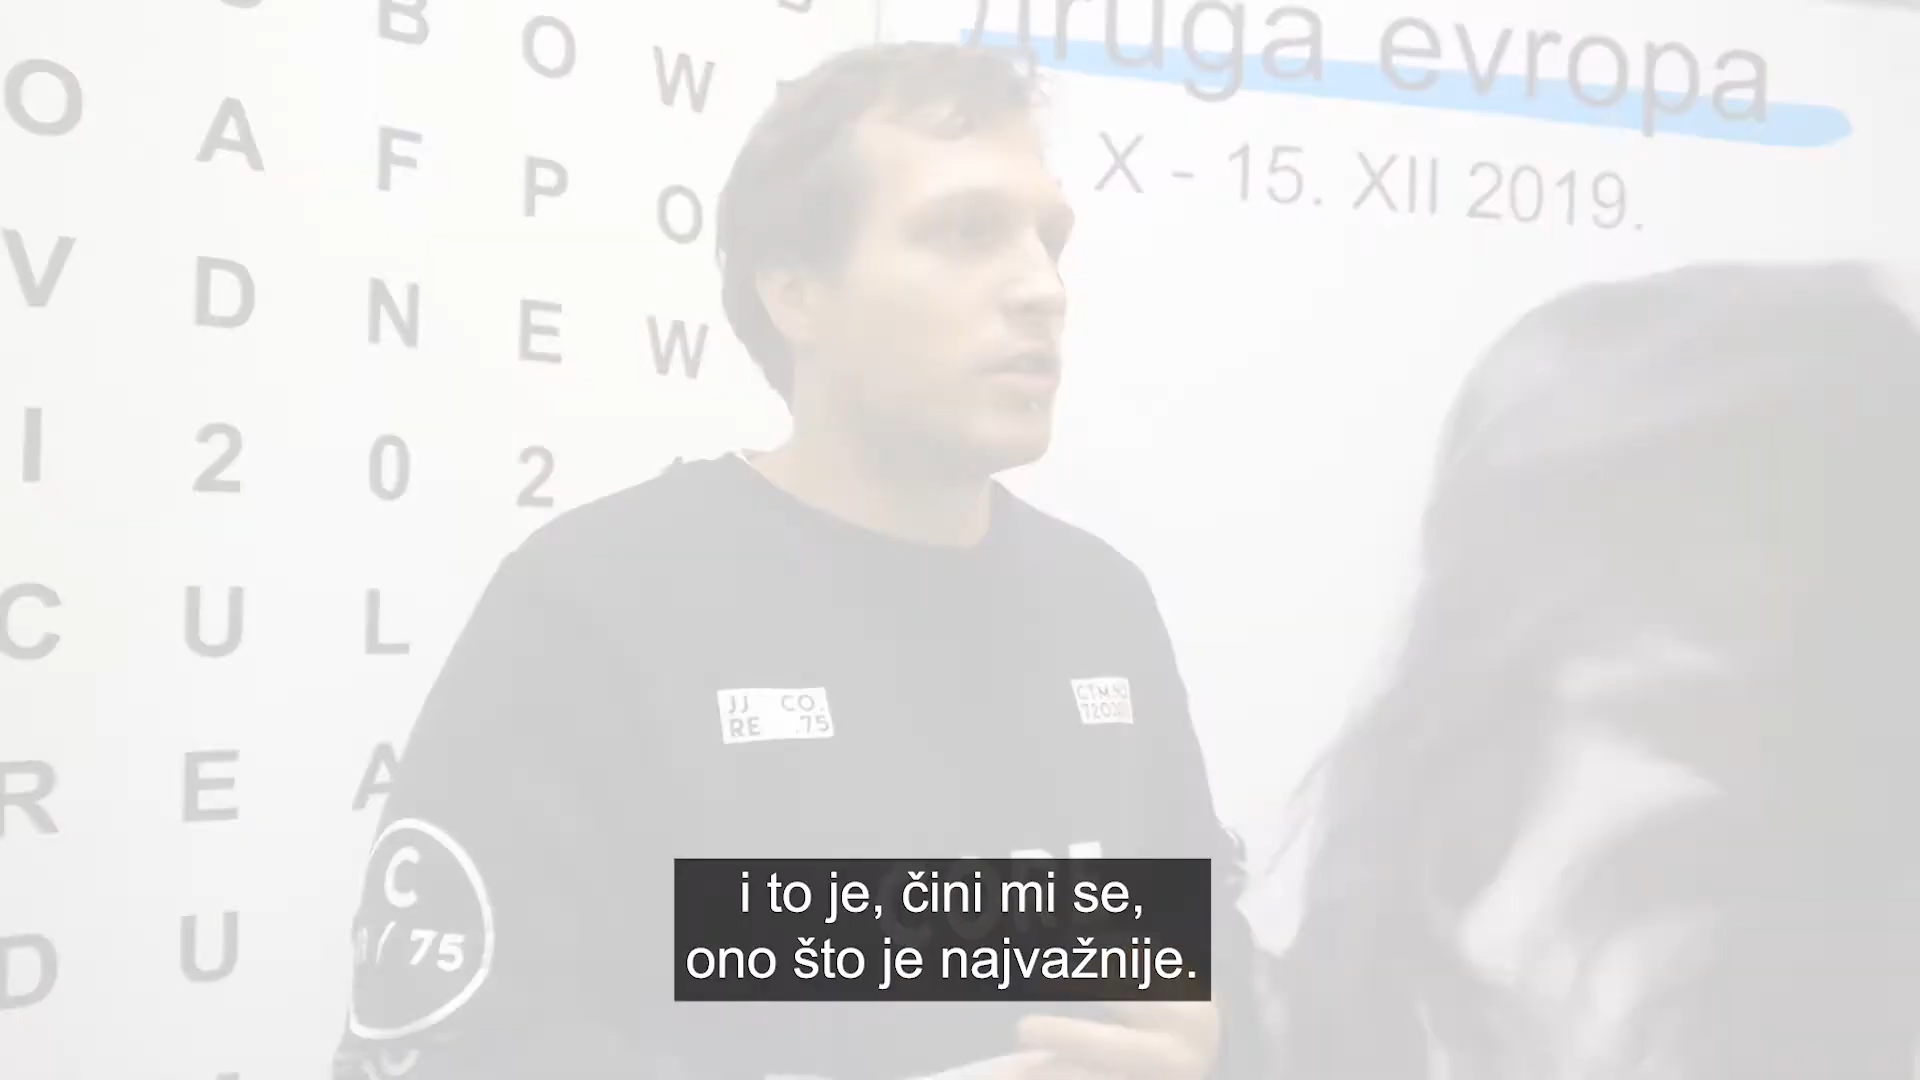 O
V
I
C
R
D
A
D
2
U
E
U
B
F
N
0
L
A
O
P
E
2
W
O
W
Druga evropa
X - 15. XII 2019.
JJ CO.
RE .75
C
/ 75
i to je, čini mi se,
ono što je najvažnije.